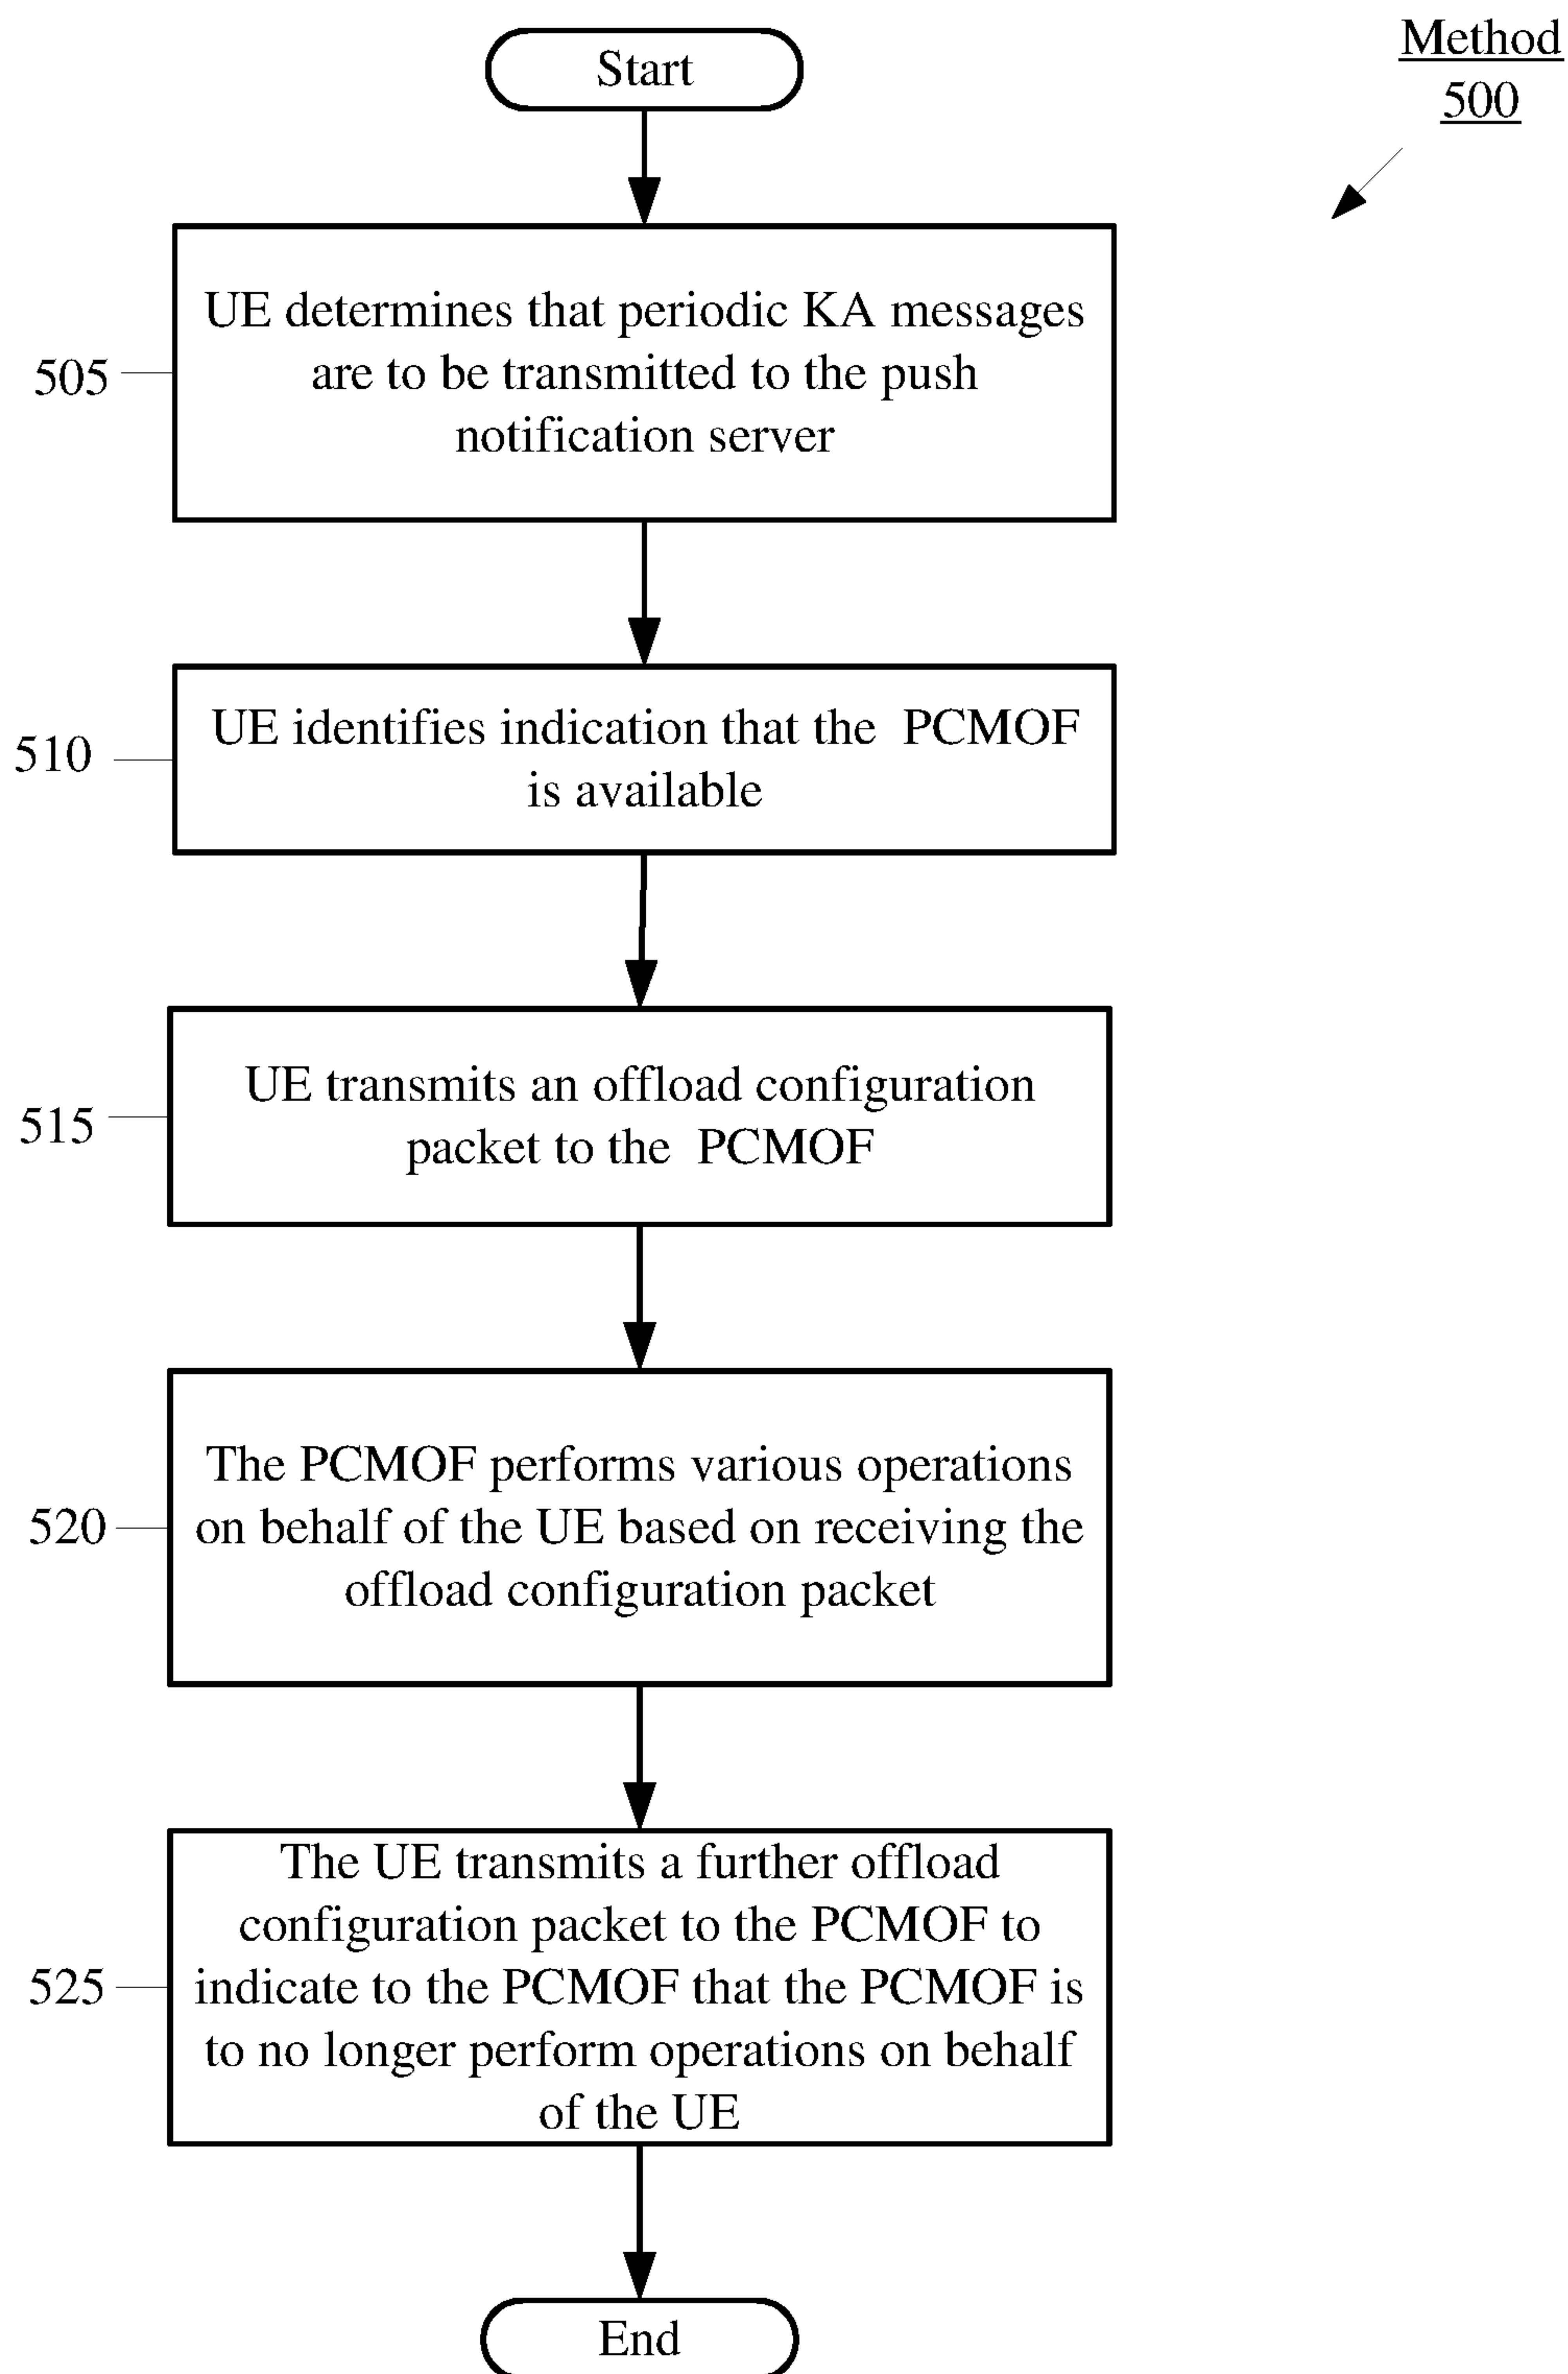 Method
500
Start
505
UE determines that periodic KA messages
are to be transmitted to the push
notification server
510
UE identifies indication that the PCMOF
is available
515
UE transmits an offload configuration
packet to the PCMOF
520
The PCMOF performs various operations
on behalf of the UE based on receiving the
offload configuration packet
525
The UE transmits a further offload
configuration packet to the PCMOF to
indicate to the PCMOF that the PCMOF is
to no longer perform operations on behalf
of the UE
End